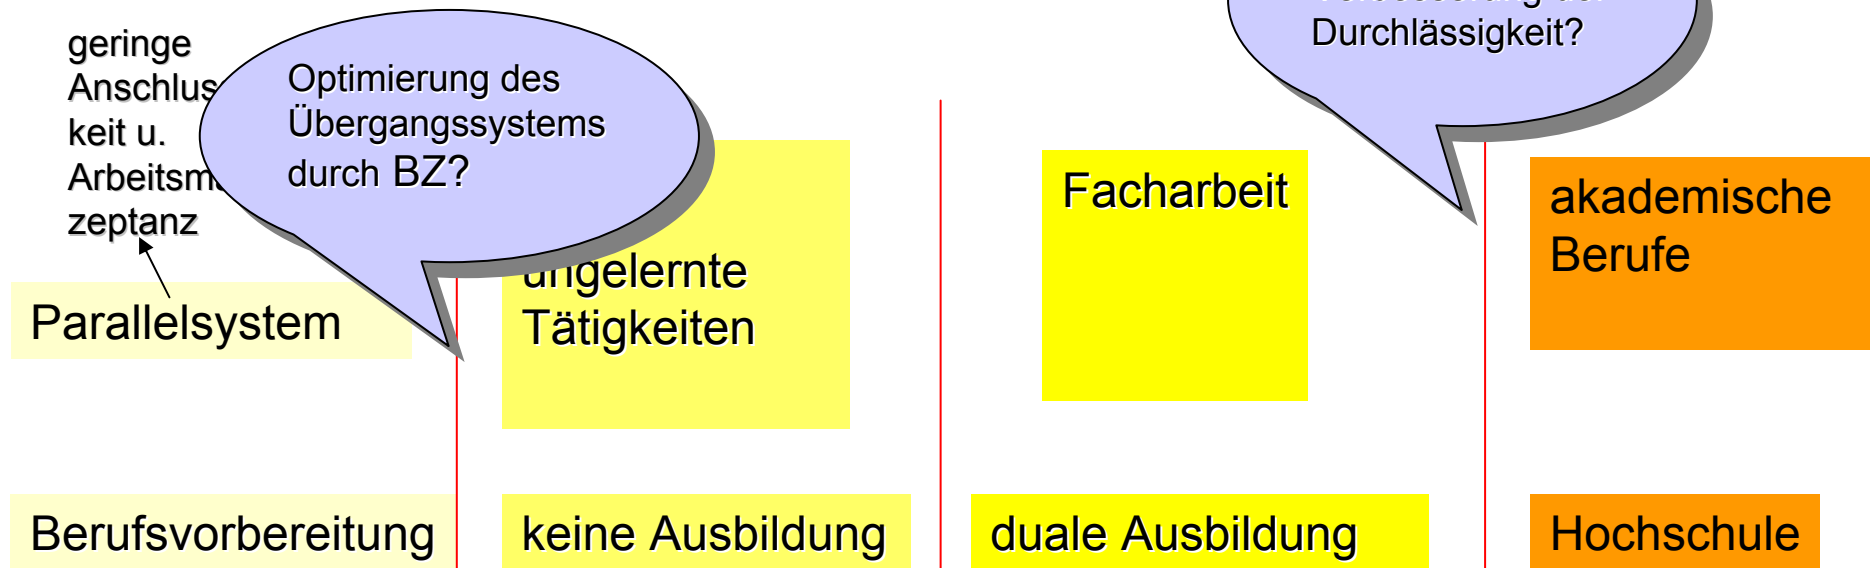 geringe
Anschlus
keit u.
Arbeitsm
zeptanz
Optimierung des
Übergangssystems
durch BZ?
Durchlässigkeit?
Parallelsystem
ungelernte
Tätigkeiten
Facharbeit
akademische
Berufe
Berufsvorbereitung
keine Ausbildung
duale Ausbildung
Hochschule